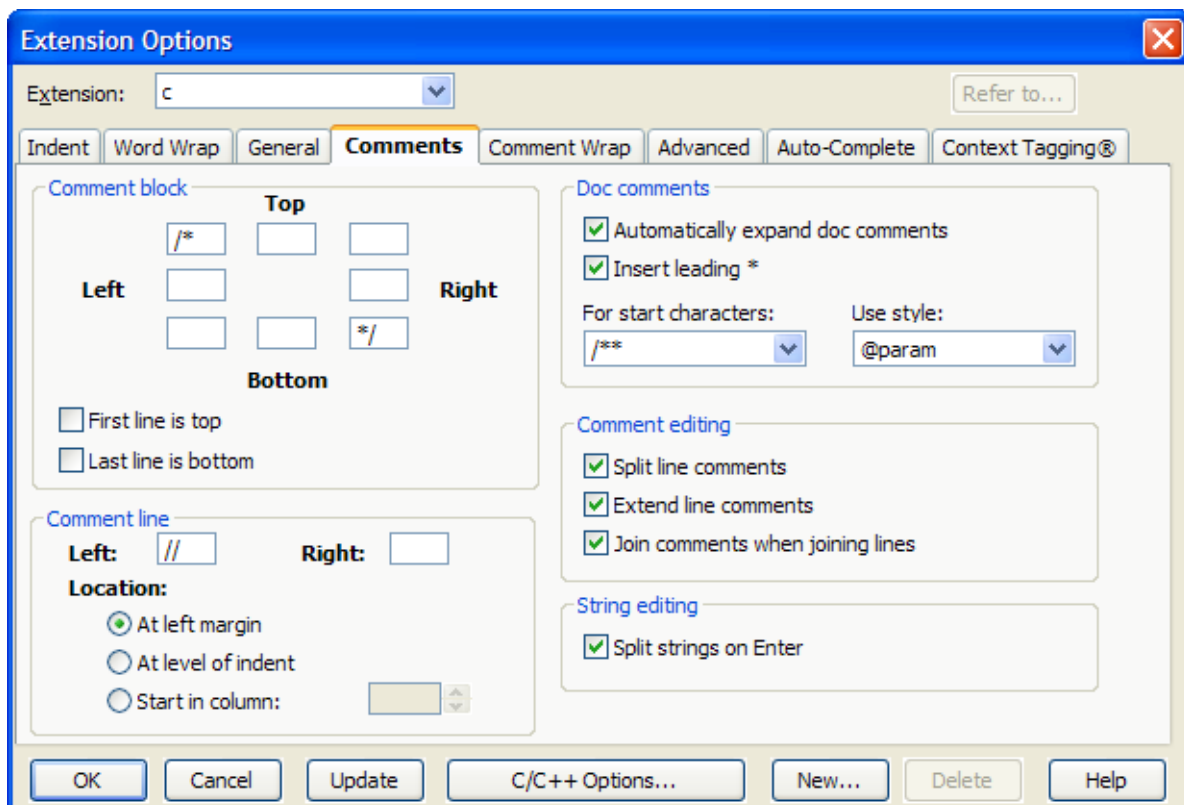 Extension Options
Extension: c Refer to...
Indent Word Wrap General Comments Comment Wrap Advanced Auto-Complete Context Tagging®
Comment block
Top
/*
Left Right
*/
Bottom
First line is top
Last line is bottom
Comment line
Left: // Right:
Location:
At left margin
At level of indent
Start in column:
Doc comments
Automatically expand doc comments
Insert leading *
For start characters: Use style:
/** @param
Comment editing
Split line comments
Extend line comments
Join comments when joining lines
String editing
Split strings on Enter
OK Cancel Update C/C++ Options... New... Delete Help